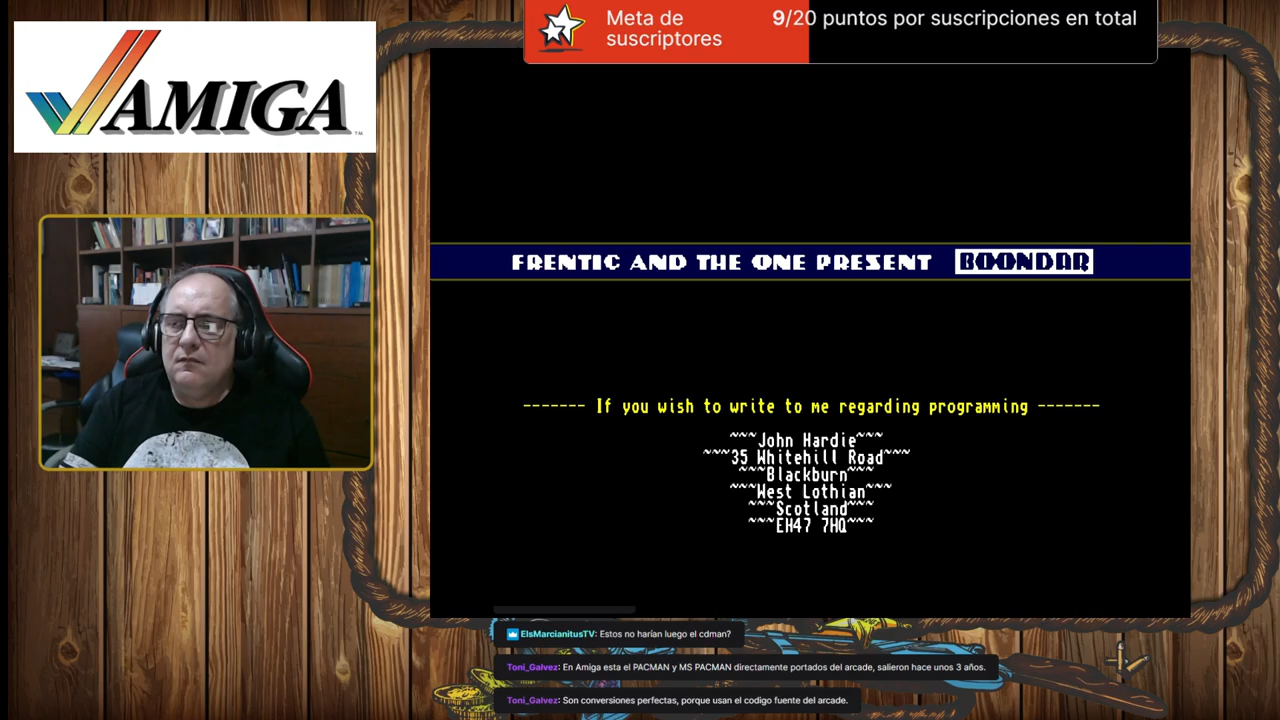 AMIGA
TM
Meta de
suscriptores
9/20 puntos por suscripciones en total
FRENTIC AND THE ONE PRESENT BOONDAR
------- If you wish to write to me regarding programming -------
~~~John Hardie~~~
~~~35 Whitehill Road~~~
~~~Blackburn~~~
~~~West Lothian~~~
~~~Scotland~~~
~~~EH47 7HQ~~~
ElsMarcianitusTV: Estos no harían luego el cdman?
Toni_Galvez: En Amiga esta el PACMAN y MS PACMAN directamente portados del arcade, salieron hace unos 3 años.
Toni_Galvez: Son conversiones perfectas, porque usan el codigo fuente del arcade.